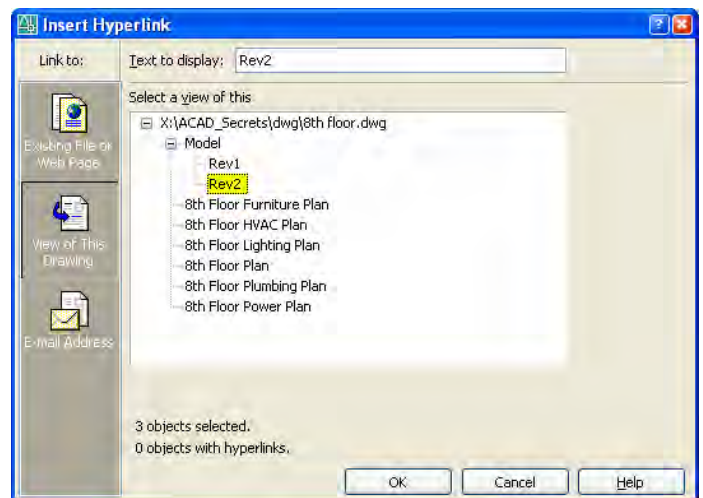 Insert Hyperlink
Link to:
Text to display: Rev2
Select a view of this
X:\ACAD_Secrets\dwg\8th floor.dwg
Model
Rev1
Rev2
8th Floor Furniture Plan
8th Floor HVAC Plan
8th Floor Lighting Plan
8th Floor Plan
8th Floor Plumbing Plan
8th Floor Power Plan
Existing File or
Web Page
View of This
Drawing
E-mail Address
3 objects selected.
0 objects with hyperlinks.
OK Cancel Help